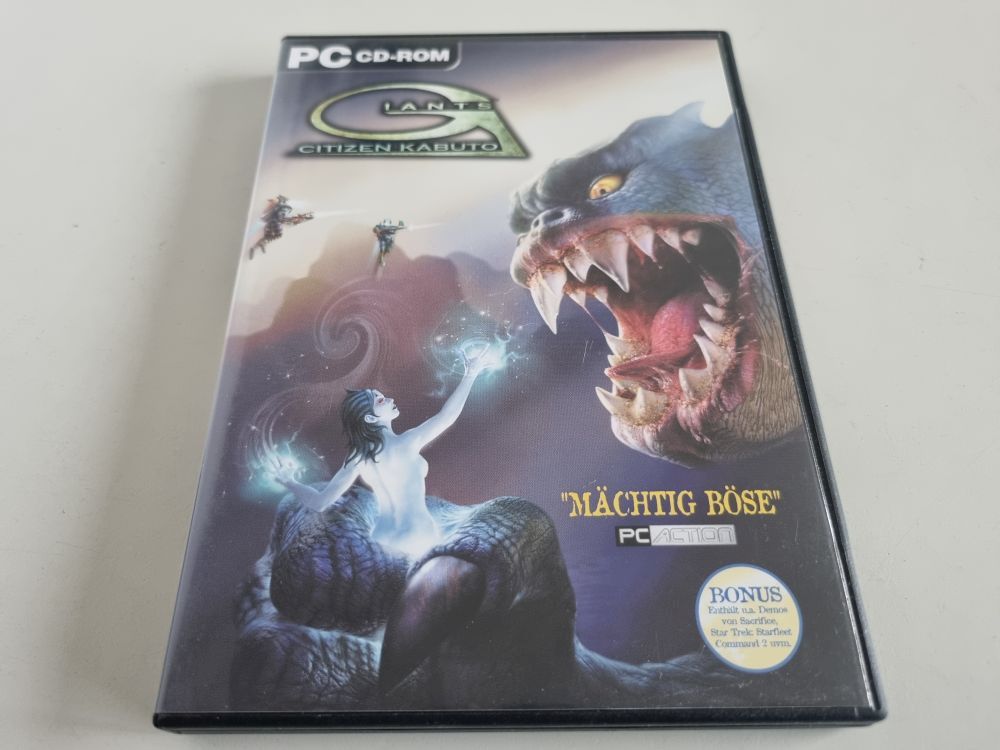 PC CD-ROM
GIANTS
CITIZEN KABUTO
"MÄCHTIG BÖSE"
PC ACTION
BONUS
Enthält u.a. Demos
von Sacrifice,
Star Trek: Starfleet
Command 2 uvm.